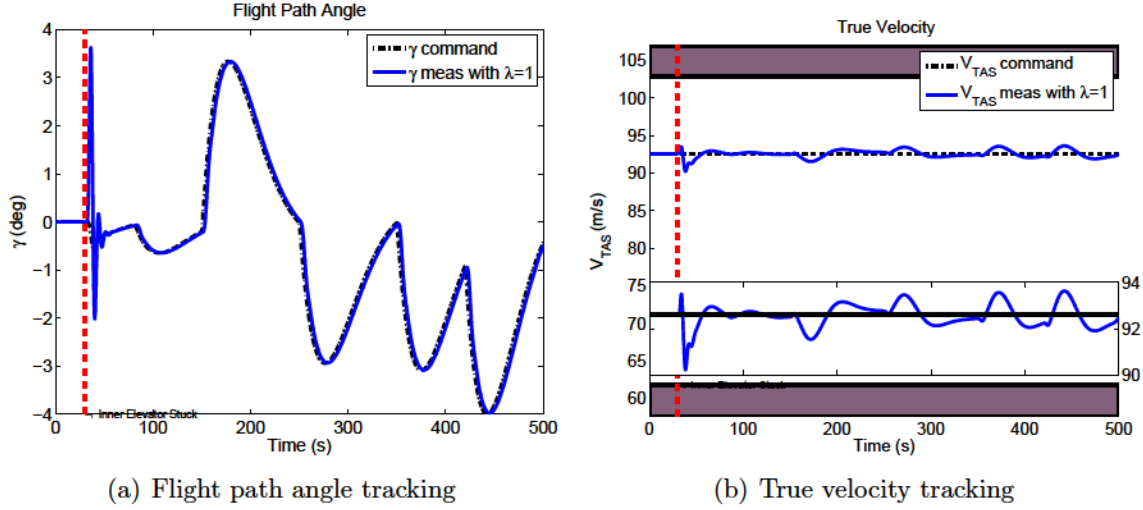 Flight Path Angle
γ command
γ meas with λ=1
γ (deg)
4
3
2
1
0
−1
−2
−3
−4
Inner Elevator Stuck
0 100 200 300 400 500
Time (s)
(a) Flight path angle tracking
True Velocity
V_TAS command
V_TAS meas with λ=1
V_TAS (m/s)
105
100
95
90
85
80
75 94
70 92
65 90
60
Inner Elevator Stuck
0 100 200 300 400 500
Time (s)
(b) True velocity tracking